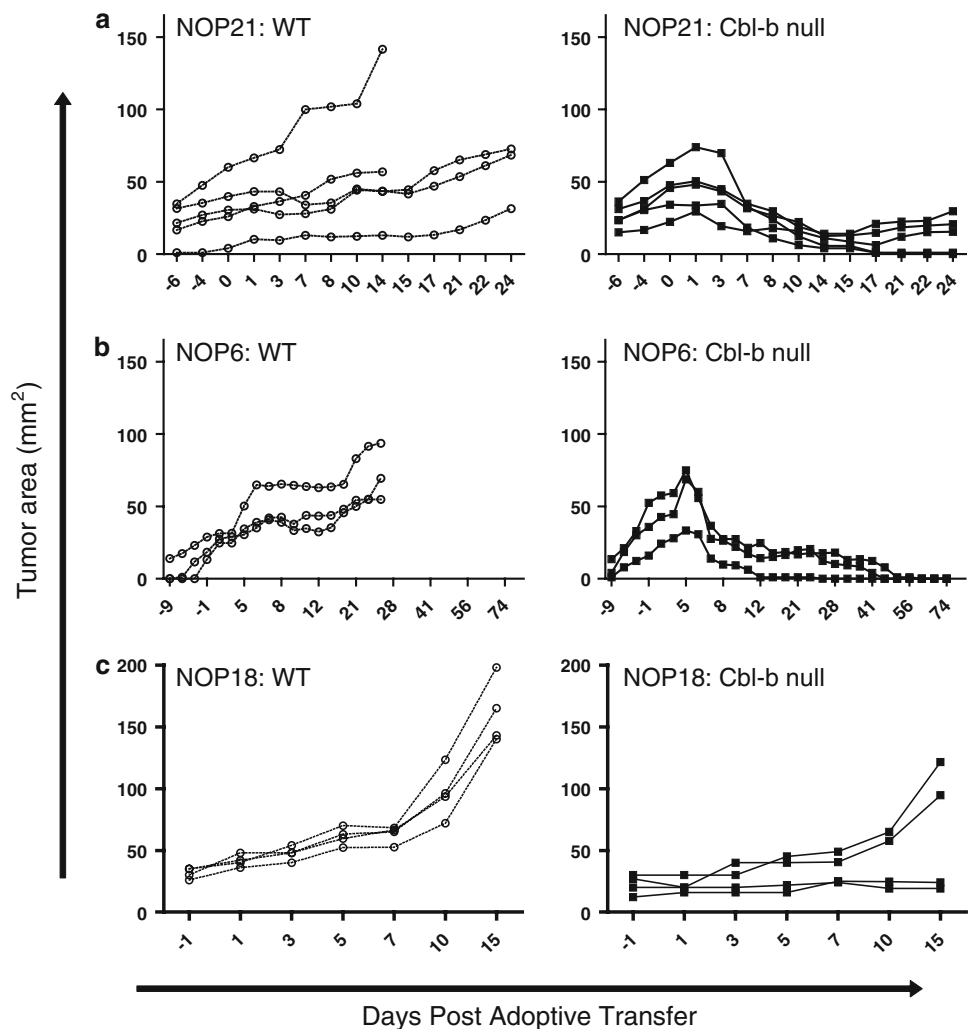 a
NOP21: WT
NOP21: Cbl-b null
150
100
50
0
-6 -4 0 1 3 7 8 10 14 15 17 21 22 24
150
100
50
0
-6 -4 0 1 3 7 8 10 14 15 17 21 22 24
b
NOP6: WT
NOP6: Cbl-b null
150
100
50
0
-9 -1 5 8 12 21 28 41 56 74
150
100
50
0
-9 -1 5 8 12 21 28 41 56 74
c
NOP18: WT
NOP18: Cbl-b null
200
150
100
50
0
-1 1 3 5 7 10 15
200
150
100
50
0
-1 1 3 5 7 10 15
Tumor area (mm²)
Days Post Adoptive Transfer